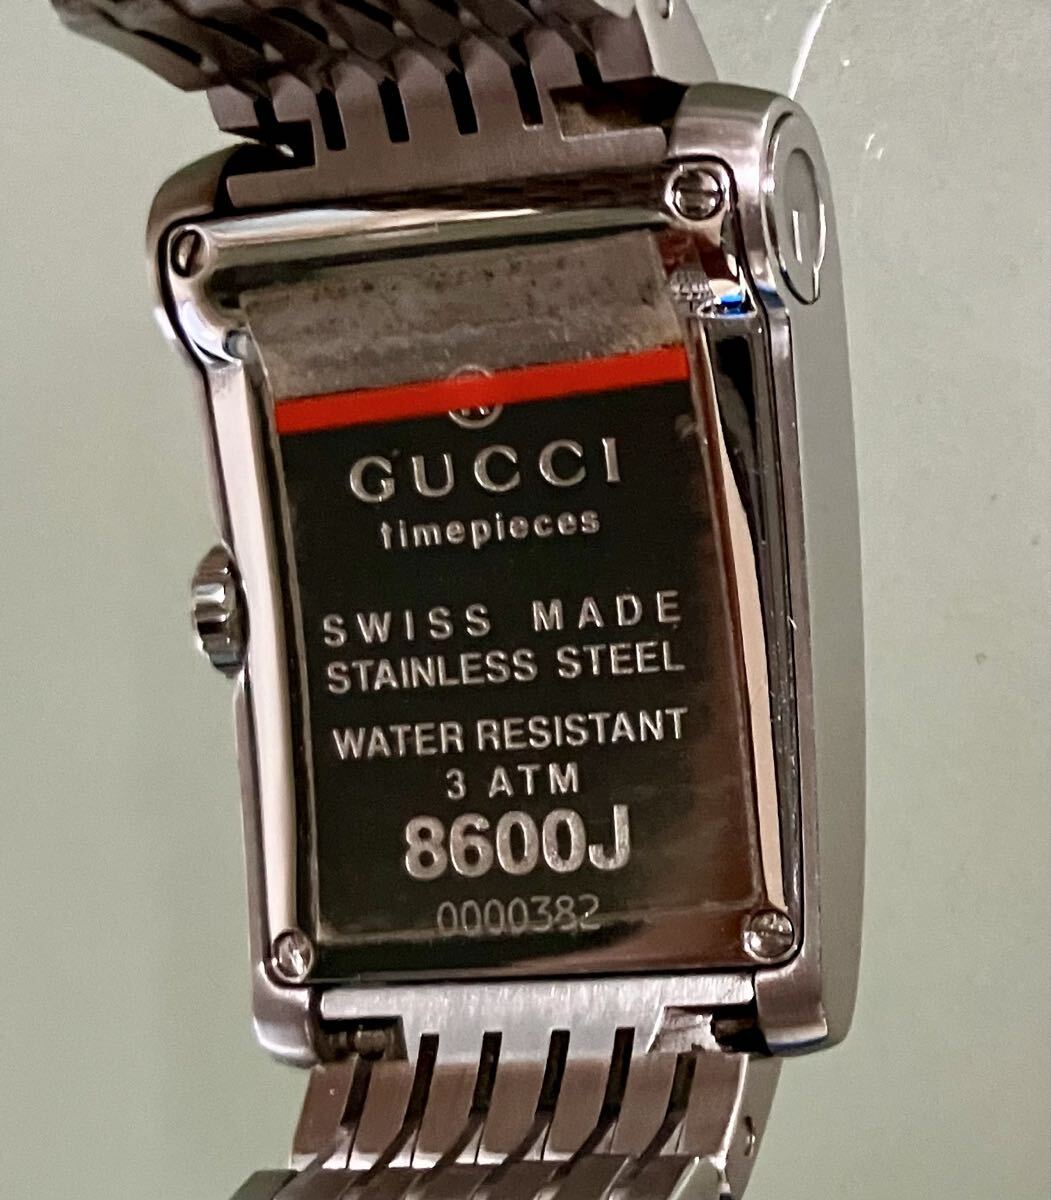 GUCCI
timepieces
SWISS MADE
STAINLESS STEEL
WATER RESISTANT
3 ATM
8600J
0000382